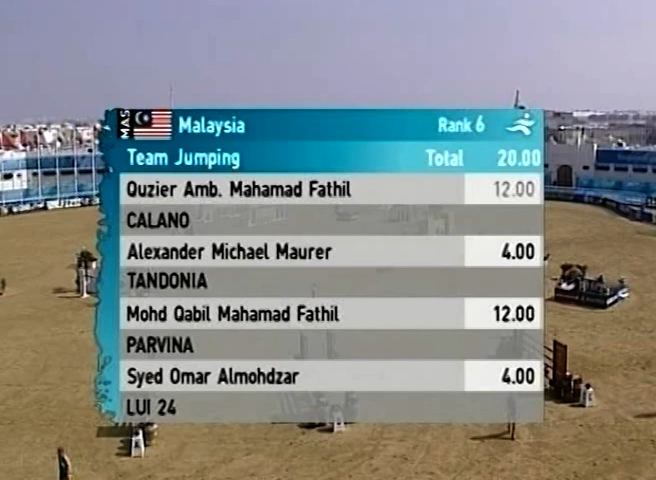 MAS Malaysia Rank 6
Team Jumping Total 20.00
Quzier Amb. Mahamad Fathil 12.00
CALANO
Alexander Michael Maurer 4.00
TANDONIA
Mohd Qabil Mahamad Fathil 12.00
PARVINA
Syed Omar Almohdzar 4.00
LUI 24